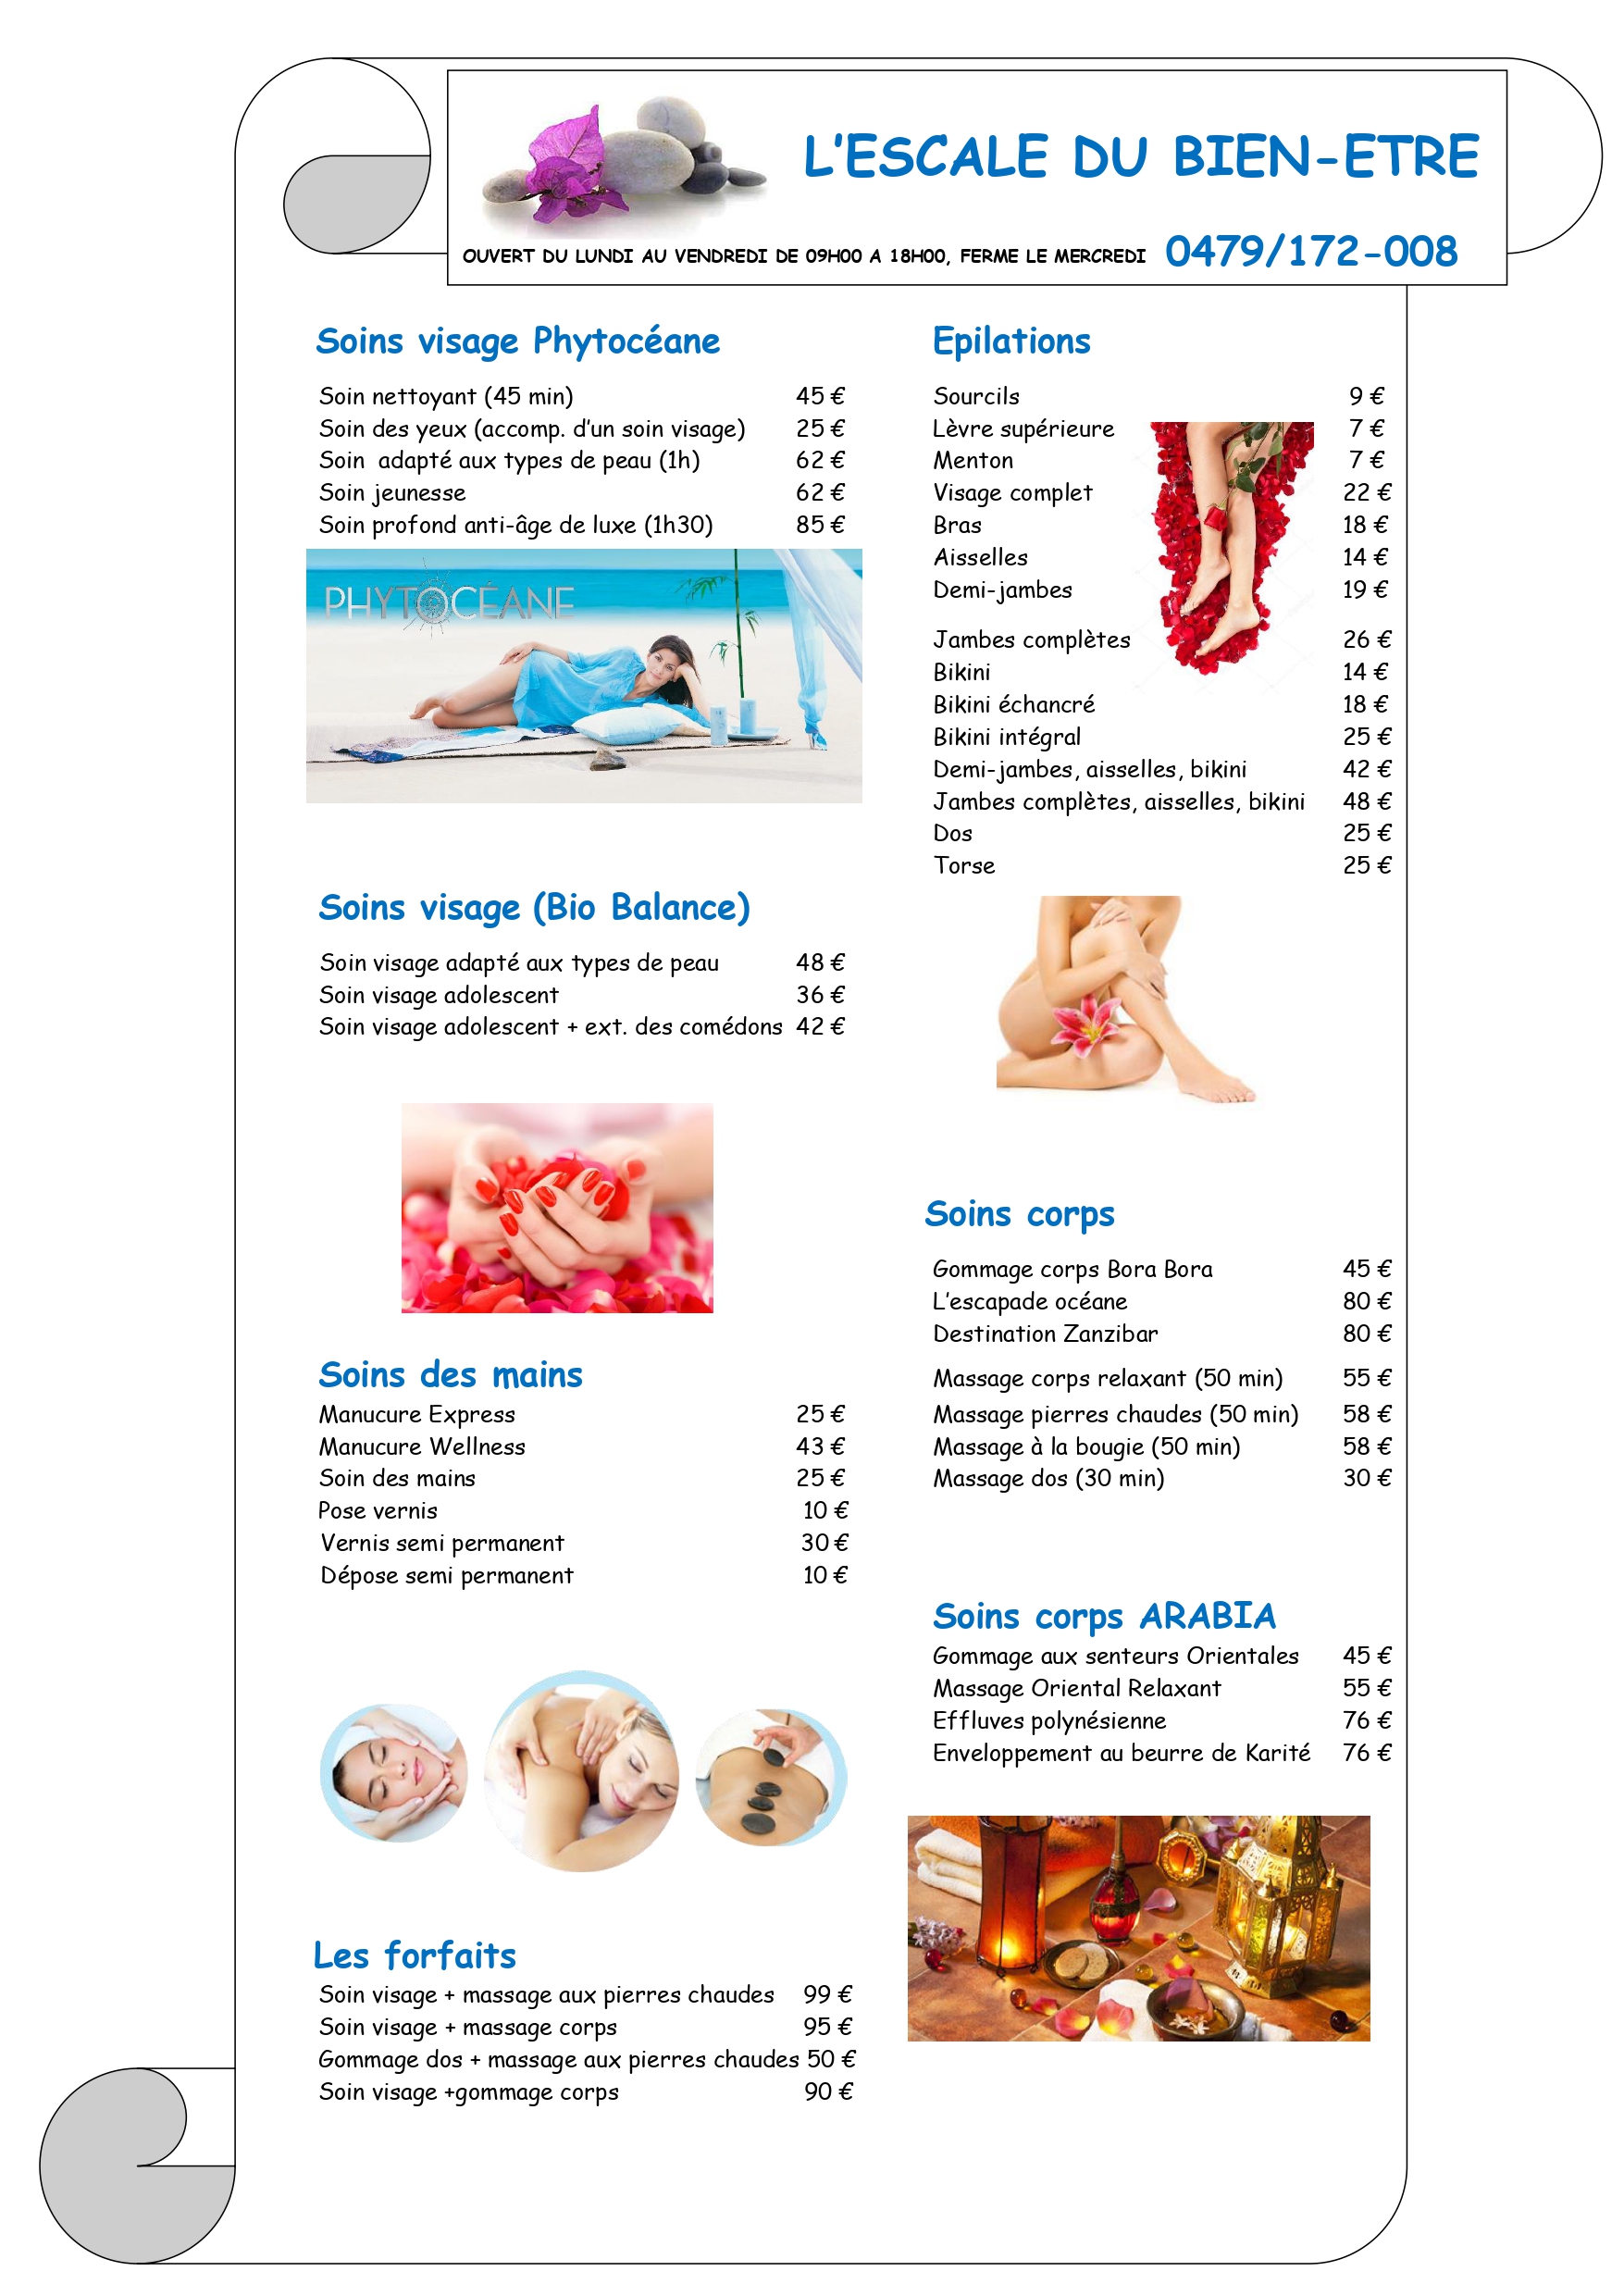 L'ESCALE DU BIEN-ETRE
OUVERT DU LUNDI AU VENDREDI DE 09H00 A 18H00, FERME LE MERCREDI 0479/172-008
Soins visage Phytocéane
Soin nettoyant (45 min) 45 €
Soin des yeux (accomp. d'un soin visage) 25 €
Soin adapté aux types de peau (1h) 62 €
Soin jeunesse 62 €
Soin profond anti-âge de luxe (1h30) 85 €
PHYTOCÉANE
Soins visage (Bio Balance)
Soin visage adapté aux types de peau 48 €
Soin visage adolescent 36 €
Soin visage adolescent + ext. des comédons 42 €
Soins des mains
Manucure Express 25 €
Manucure Wellness 43 €
Soin des mains 25 €
Pose vernis 10 €
Vernis semi permanent 30 €
Dépose semi permanent 10 €
Les forfaits
Soin visage + massage aux pierres chaudes 99 €
Soin visage + massage corps 95 €
Gommage dos + massage aux pierres chaudes 50 €
Soin visage +gommage corps 90 €
Epilations
Sourcils 9 €
Lèvre supérieure 7 €
Menton 7 €
Visage complet 22 €
Bras 18 €
Aisselles 14 €
Demi-jambes 19 €
Jambes complètes 26 €
Bikini 14 €
Bikini échancré 18 €
Bikini intégral 25 €
Demi-jambes, aisselles, bikini 42 €
Jambes complètes, aisselles, bikini 48 €
Dos 25 €
Torse 25 €
Soins corps
Gommage corps Bora Bora 45 €
L'escapade océane 80 €
Destination Zanzibar 80 €
Massage corps relaxant (50 min) 55 €
Massage pierres chaudes (50 min) 58 €
Massage à la bougie (50 min) 58 €
Massage dos (30 min) 30 €
Soins corps ARABIA
Gommage aux senteurs Orientales 45 €
Massage Oriental Relaxant 55 €
Effluves polynésienne 76 €
Enveloppement au beurre de Karité 76 €